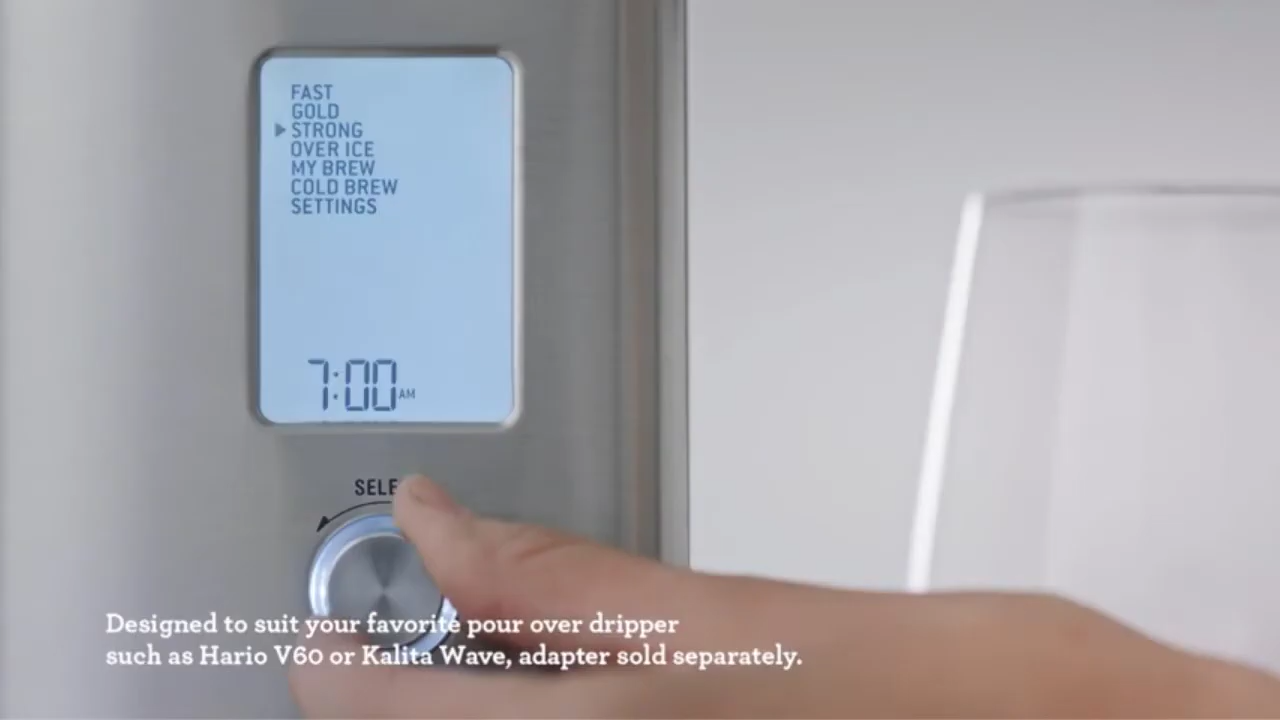 FAST
GOLD
STRONG
OVER ICE
MY BREW
COLD BREW
SETTINGS
7:00 AM
Designed to suit your favorite pour over dripper
such as Hario V60 or Kalita Wave, adapter sold separately.